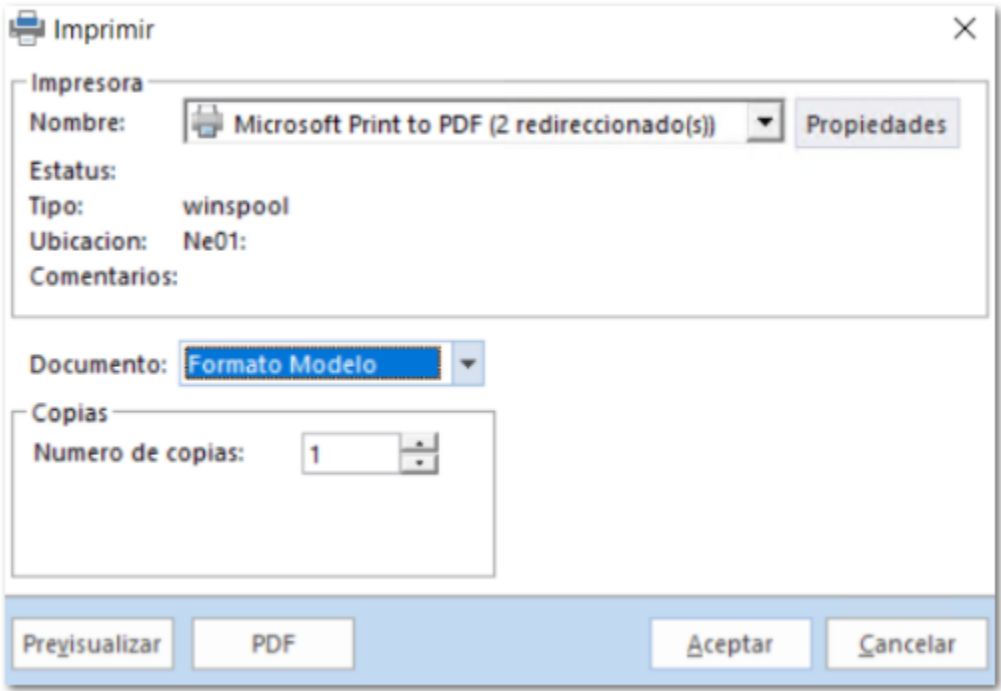 Imprimir
Impresora
Nombre: Microsoft Print to PDF (2 redireccionado(s)) Propiedades
Estatus:
Tipo: winspool
Ubicacion: Ne01:
Comentarios:
Documento: Formato Modelo
Copias
Numero de copias: 1
Previsualizar PDF Aceptar Cancelar